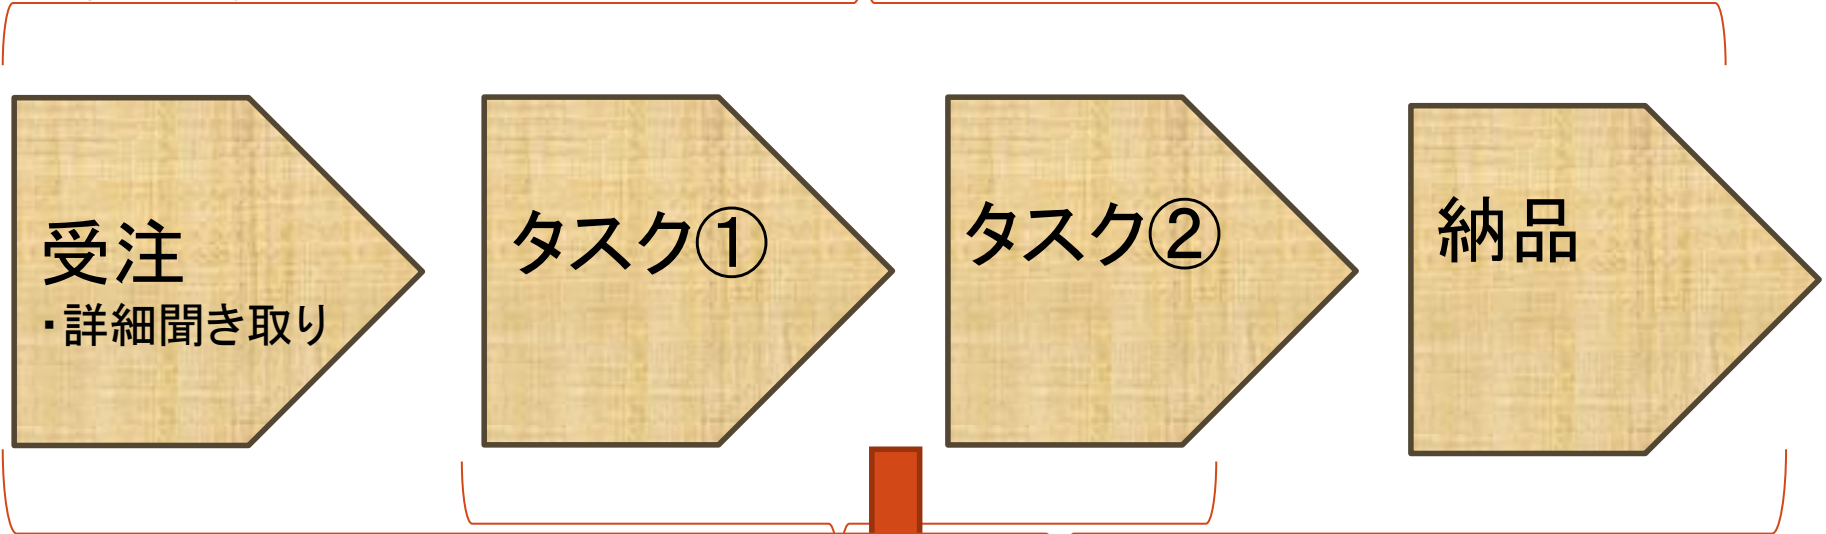 受注
・詳細聞き取り
タスク①
タスク②
納品